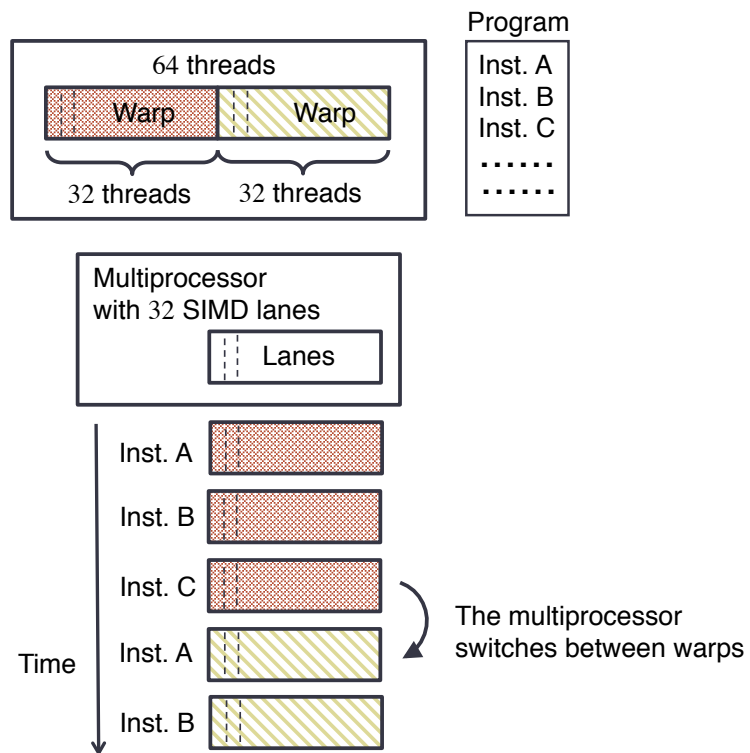 Program
64 threads
Warp Warp
32 threads 32 threads
Inst. A
Inst. B
Inst. C
......
......
Multiprocessor
with 32 SIMD lanes
Lanes
Inst. A
Inst. B
Inst. C
Inst. A
Inst. B
Time
The multiprocessor
switches between warps